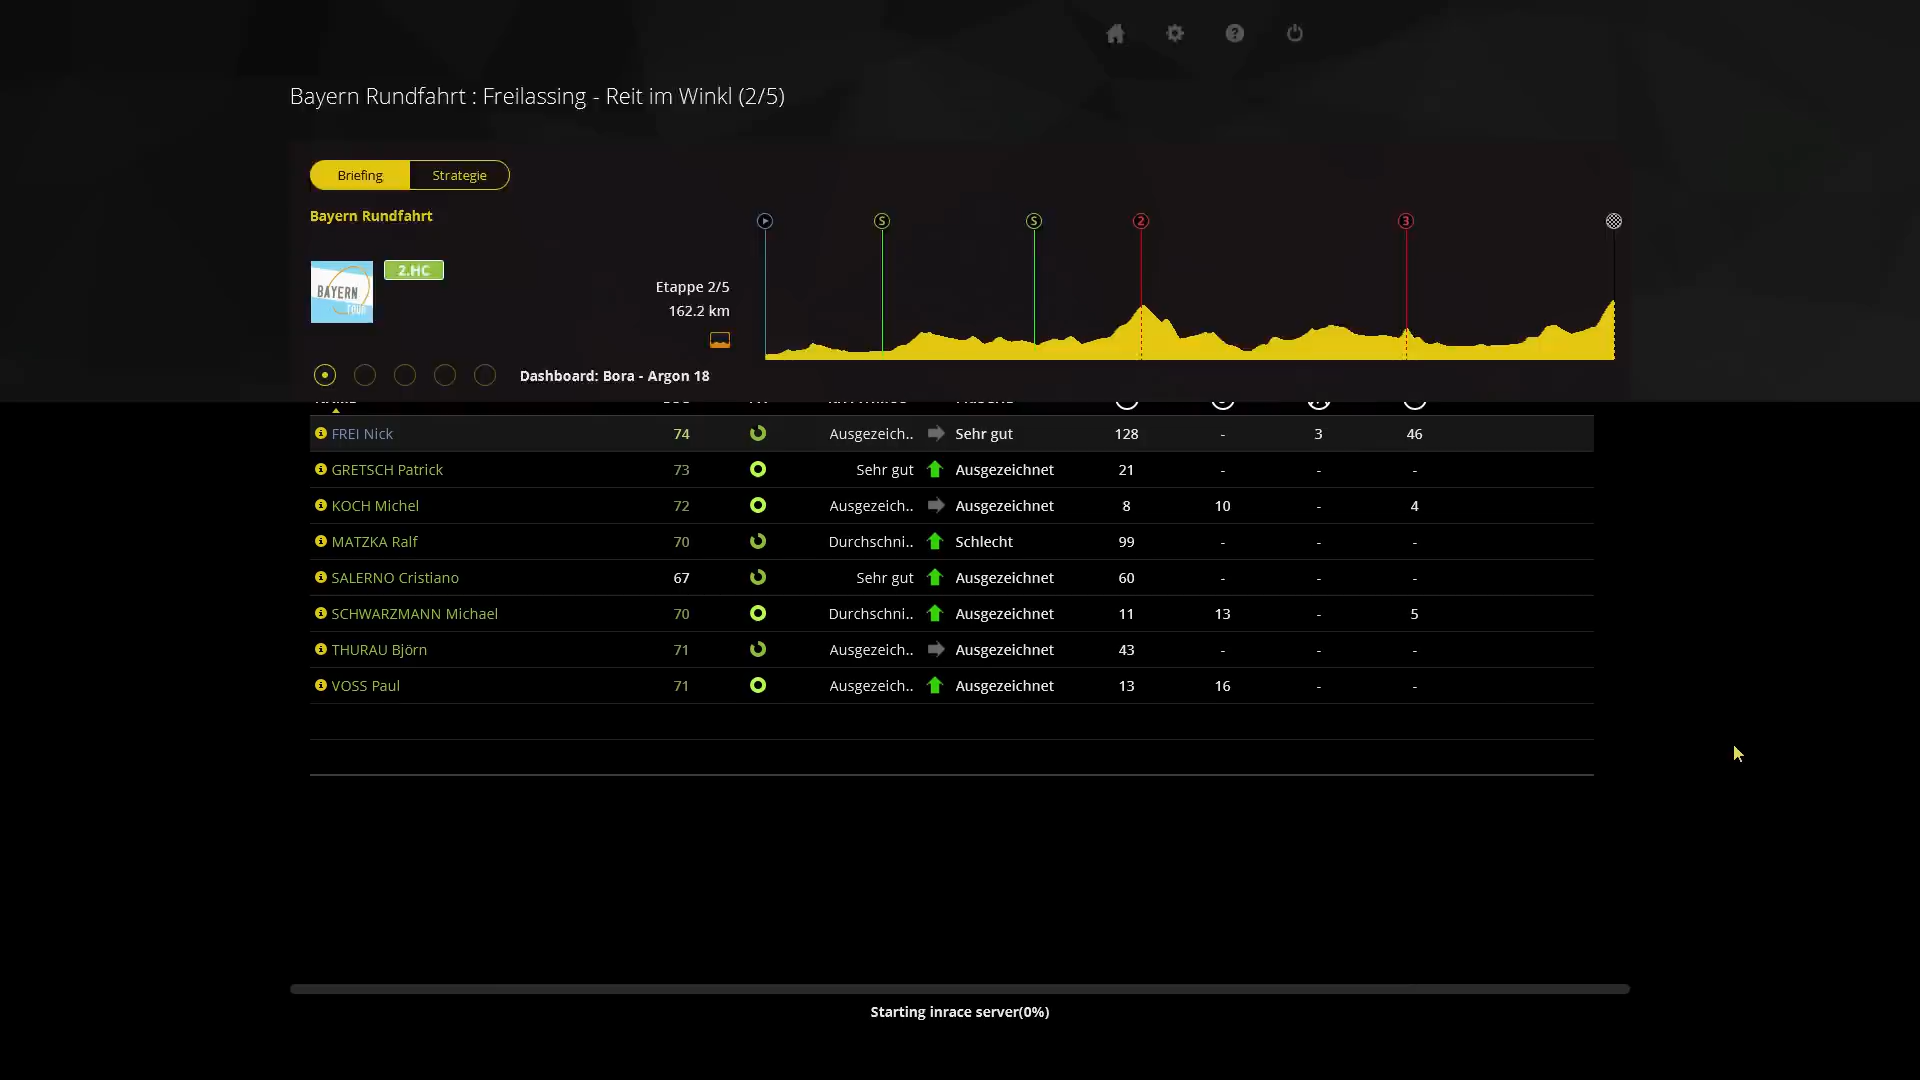 Bayern Rundfahrt : Freilassing - Reit im Winkl (2/5)
Briefing Strategie
Bayern Rundfahrt
S S 2 3
2.HC
BAYERN
TOUR
Etappe 2/5
162.2 km
Dashboard: Bora - Argon 18
FREI Nick 74 Ausgezeich.. Sehr gut 128 - 3 46
GRETSCH Patrick 73 Sehr gut Ausgezeichnet 21 - - -
KOCH Michel 72 Ausgezeich.. Ausgezeichnet 8 10 - 4
MATZKA Ralf 70 Durchschni.. Schlecht 99 - - -
SALERNO Cristiano 67 Sehr gut Ausgezeichnet 60 - - -
SCHWARZMANN Michael 70 Durchschni.. Ausgezeichnet 11 13 - 5
THURAU Björn 71 Ausgezeich.. Ausgezeichnet 43 - - -
VOSS Paul 71 Ausgezeich.. Ausgezeichnet 13 16 - -
Starting inrace server(0%)